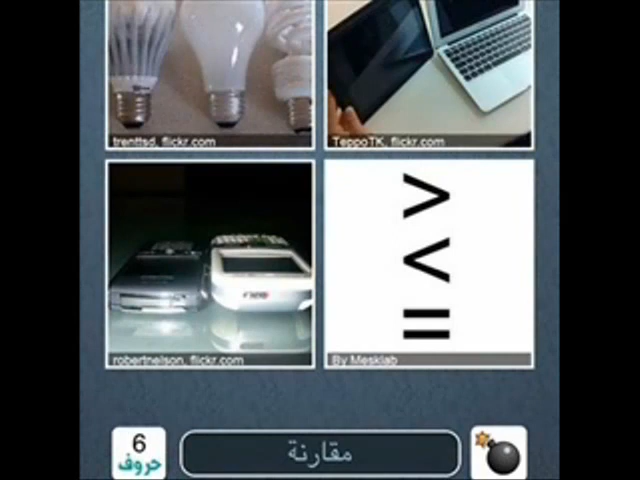 trenttsd, flickr.com
TeppoTK, flickr.com
>
<
=
robertnelson, flickr.com
By Mesklab
6
حروف
مقارنة